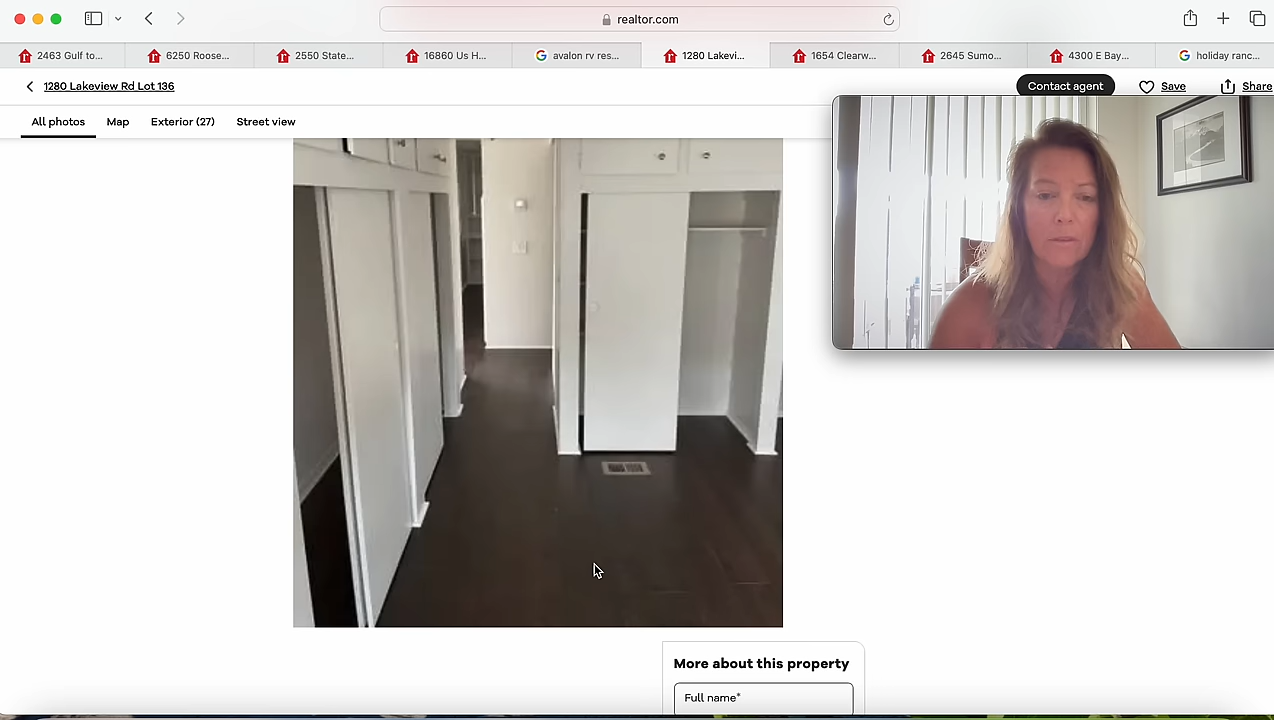 realtor.com
2463 Gulf to...
6250 Roose...
2550 State...
16860 Us H...
avalon rv res...
1280 Lakevi...
1654 Clearw...
2645 Sumo...
4300 E Bay...
holiday ranc...
1280 Lakeview Rd Lot 136
Contact agent
Save
Share
All photos
Map
Exterior (27)
Street view
More about this property
Full name*